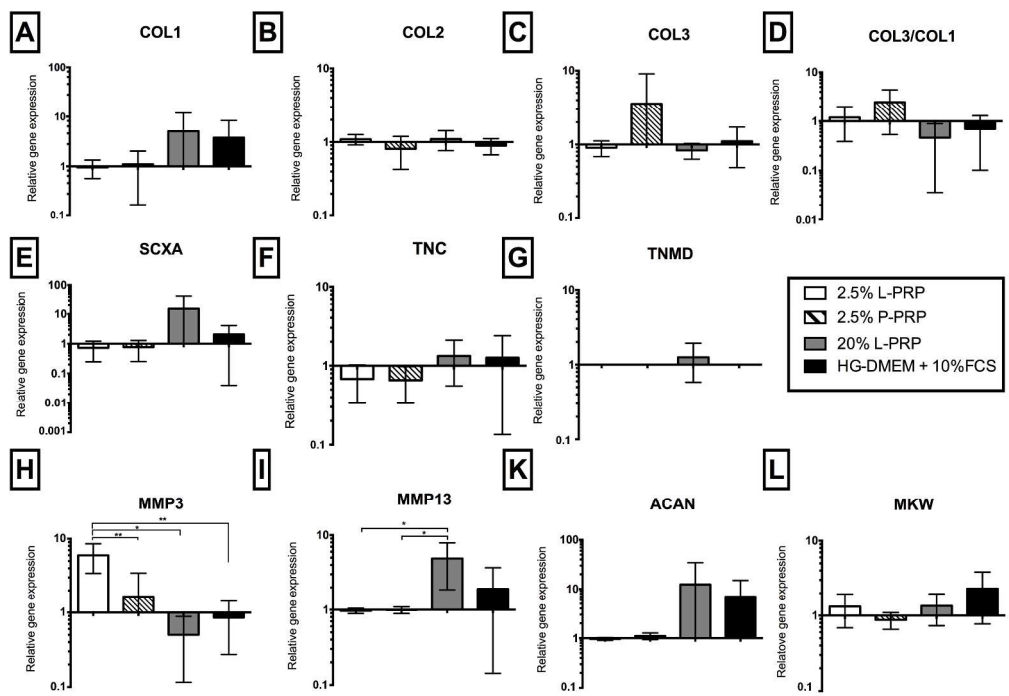 A COL1 B COL2 C COL3 D COL3/COL1
Relative gene expression 100 10 1 0.1
Relative gene expression 10 1 0.1
Relative gene expression 10 1 0.1
Relative gene expression 10 1 0.1 0.01
E SCXA F TNC G TNMD
Reative gene expression 100 10 1 0.1 0.01 0.001
Relative gene expression 10 1 0.1
Relative gene expression 10 1 0.1
2.5% L-PRP
2.5% P-PRP
20% L-PRP
HG-DMEM + 10%FCS
H MMP3 I MMP13 K ACAN L MKW
Relative gene expression 10 1 0.1
** * **
Relative gene expression 10 1 0.1
* *
Relative gene expression 100 10 1 0.1
Relatove gene expression 10 1 0.1